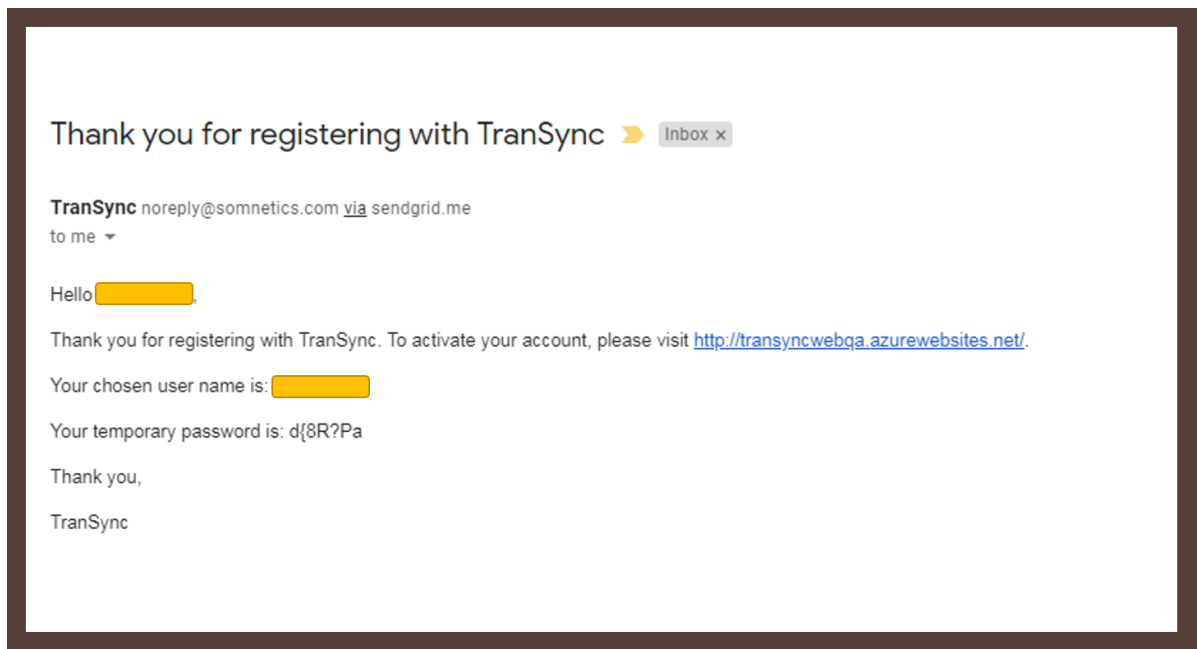 Thank you for registering with TranSync Inbox ×
TranSync noreply@somnetics.com via sendgrid.me
to me
Hello ,
Thank you for registering with TranSync. To activate your account, please visit http://transyncwebqa.azurewebsites.net/.
Your chosen user name is:
Your temporary password is: d{8R?Pa
Thank you,
TranSync